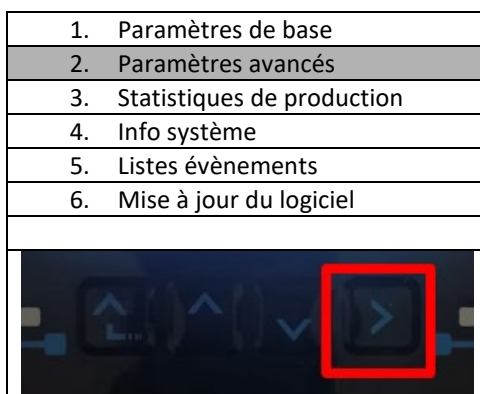 1. Paramètres de base
2. Paramètres avancés
3. Statistiques de production
4. Info système
5. Listes évènements
6. Mise à jour du logiciel